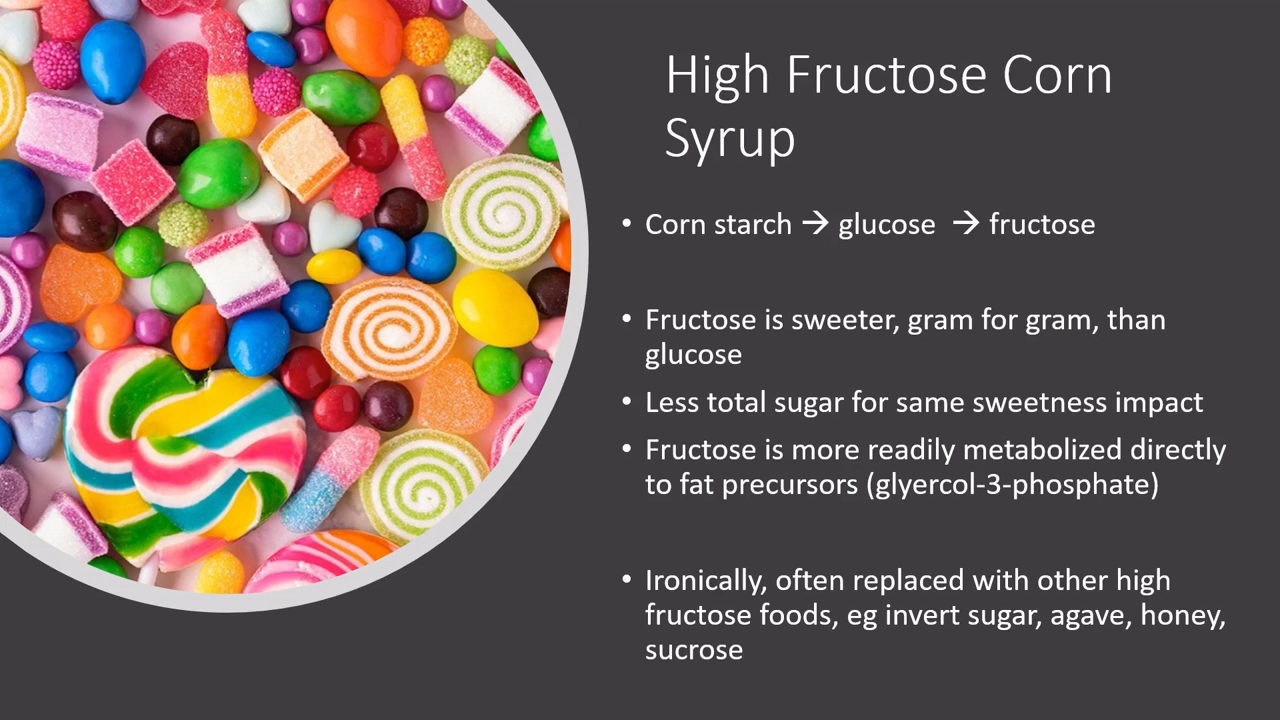 High Fructose Corn
Syrup
• Corn starch → glucose → fructose
• Fructose is sweeter, gram for gram, than
glucose
• Less total sugar for same sweetness impact
• Fructose is more readily metabolized directly
to fat precursors (glyercol-3-phosphate)
• Ironically, often replaced with other high
fructose foods, eg invert sugar, agave, honey,
sucrose